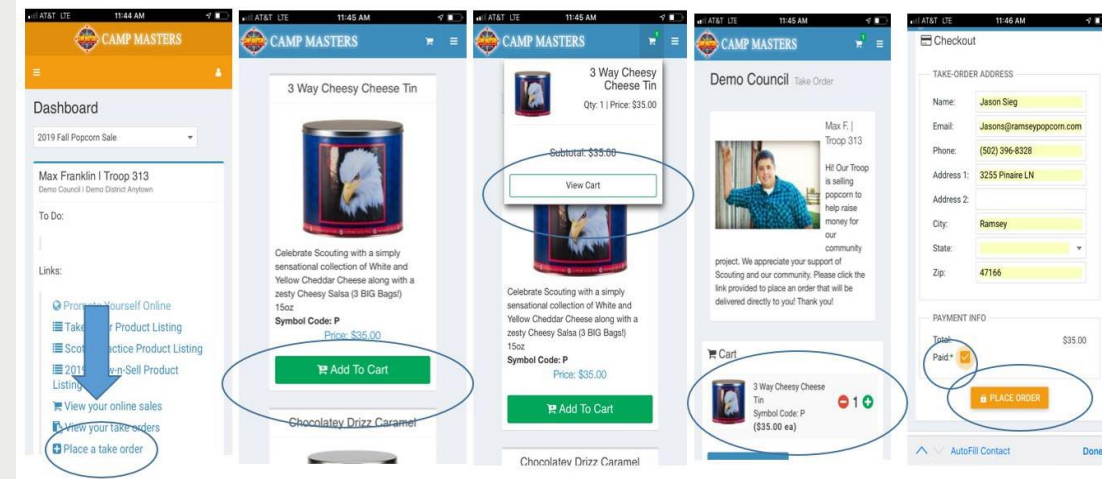 AT&T LTE 11:44 AM
CAMP MASTERS
Dashboard
2019 Fall Popcorn Sale
Max Franklin I Troop 313
Demo Council | Demo District Anytown
To Do:
Links:
Yourself Online
Product Listing
Product Listing
2019
n-Sell Product
View your online sales
View your take orders
Place a take order
AT&T LTE 11:45 AM
CAMP MASTERS
3 Way Cheesy Cheese Tin
Celebrate Scouting with a simply
sensational collection of White and
Yellow Cheddar Cheese along with a
zesty Cheesy Salsa (3 BIG Bags!)
15oz
Symbol Code: P
Price: $35.00
Add To Cart
Chocolatey Drizz Caramel
AT&T LTE 11:45 AM
CAMP MASTERS
3 Way Cheesy
Cheese Tin
Qty: 1 | Price: $35.00
Subtotal: $35.00
View Cart
Celebrate Scouting with a simply
sensational collection of White and
Yellow Cheddar Cheese along with a
zesty Cheesy Salsa (3 BIG Bags!)
15oz
Symbol Code: P
Price: $35.00
Add To Cart
Chocolatey Drizz Caramel
AT&T LTE 11:45 AM
CAMP MASTERS
Demo Council Take Order
Max F. |
Troop 313
Hi! Our Troop
is selling
popcorn to
help raise
money for
our
community
project. We appreciate your support of
Scouting and our community. Please click the
link provided to place an order that will be
delivered directly to you! Thank you!
Cart
3 Way Cheesy Cheese
Tin
Symbol Code: P
($35.00 ea)
1
AT&T LTE 11:46 AM
Checkout
TAKE-ORDER ADDRESS
Name: Jason Sieg
Email: Jasons@ramseypopcorn.com
Phone: (502) 396-8328
Address 1: 3255 Pinaire LN
Address 2:
City: Ramsey
State:
Zip: 47166
PAYMENT INFO
Total: $35.00
Paid:*
PLACE ORDER
AutoFill Contact Done